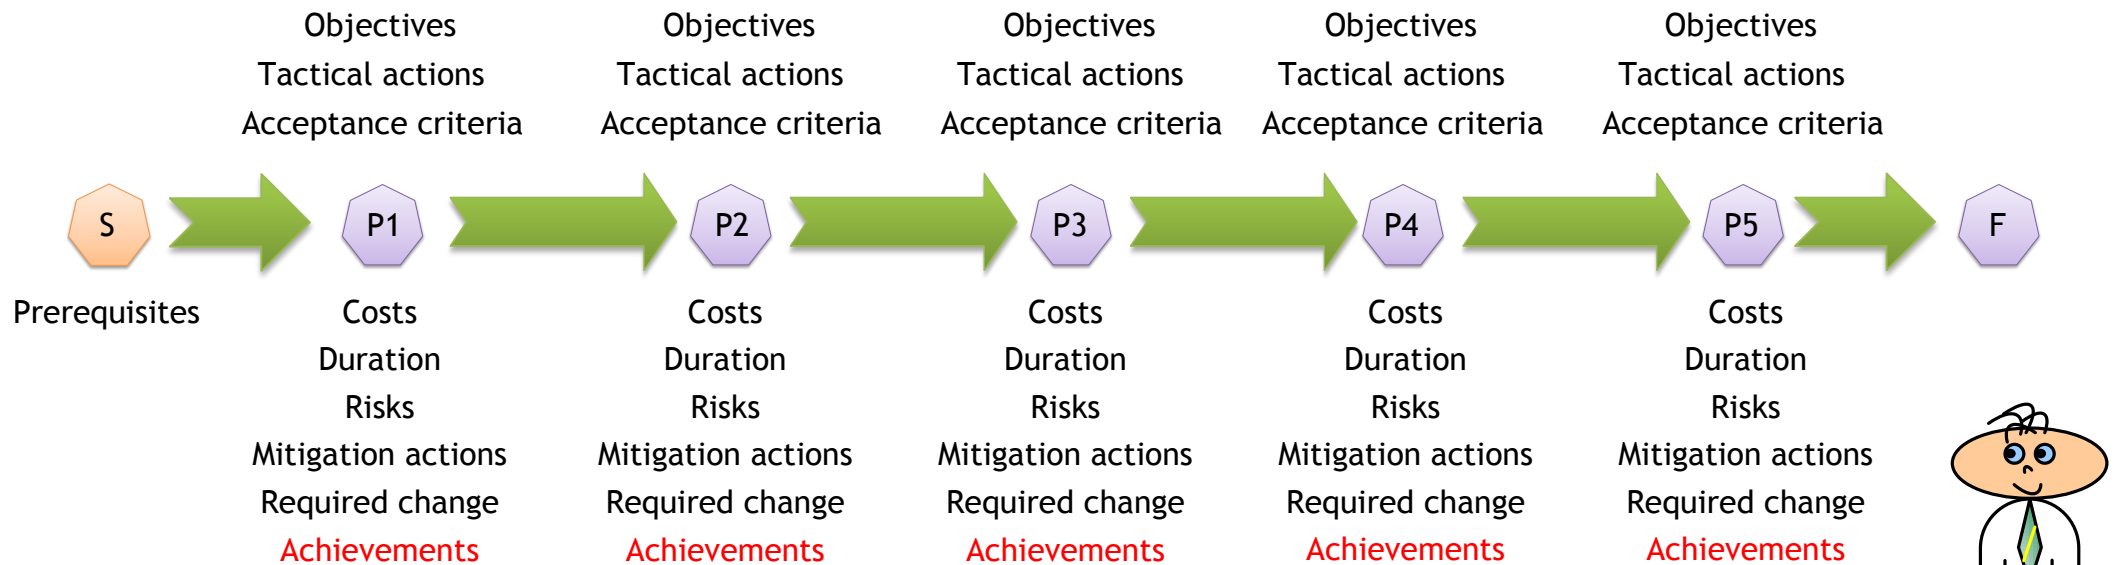 Objectives Objectives Objectives Objectives Objectives
Tactical actions Tactical actions Tactical actions Tactical actions Tactical actions
Acceptance criteria Acceptance criteria Acceptance criteria Acceptance criteria Acceptance criteria
S P1 P2 P3 P4 P5 F
Prerequisites Costs Costs Costs Costs Costs
Duration Duration Duration Duration Duration
Risks Risks Risks Risks Risks
Mitigation actions Mitigation actions Mitigation actions Mitigation actions Mitigation actions
Required change Required change Required change Required change Required change
Achievements Achievements Achievements Achievements Achievements